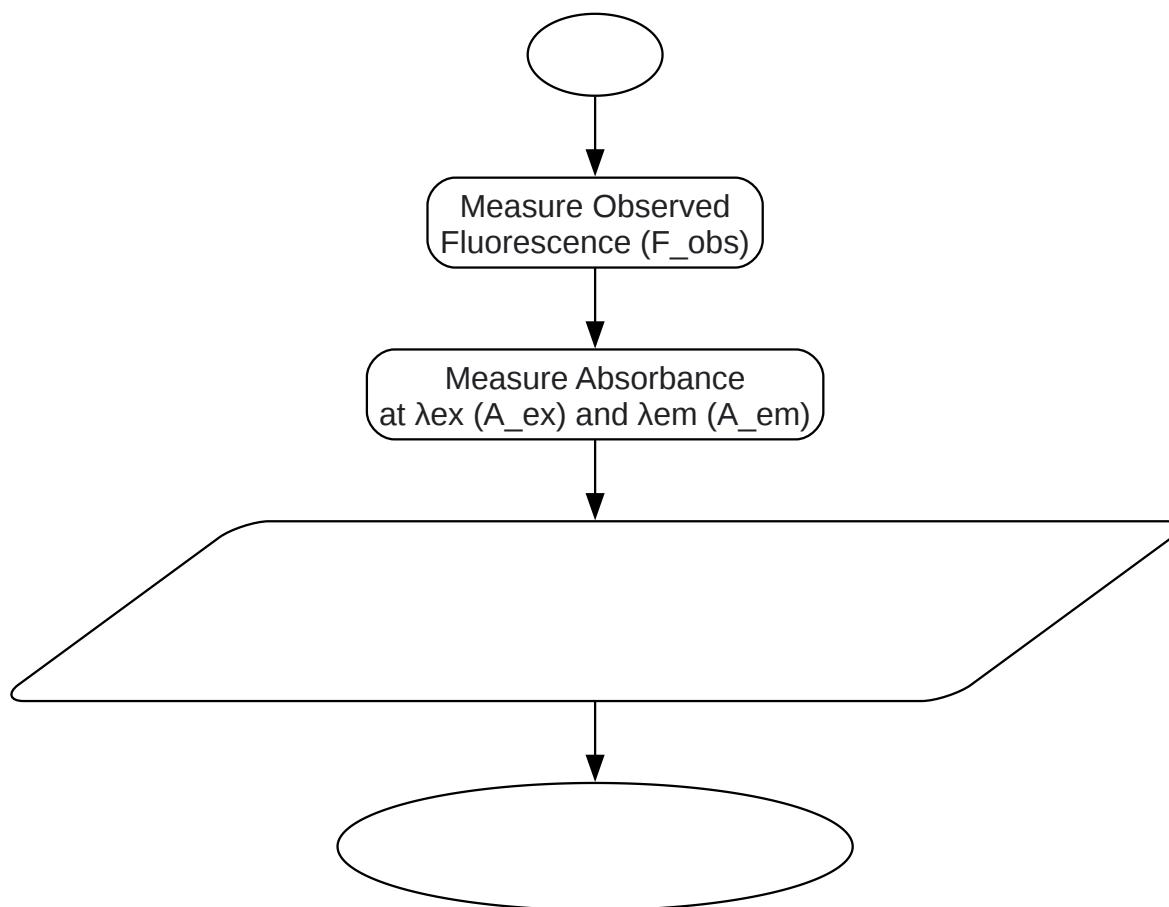 Measure Observed
Fluorescence (F_obs)
Measure Absorbance
at λex (A_ex) and λem (A_em)